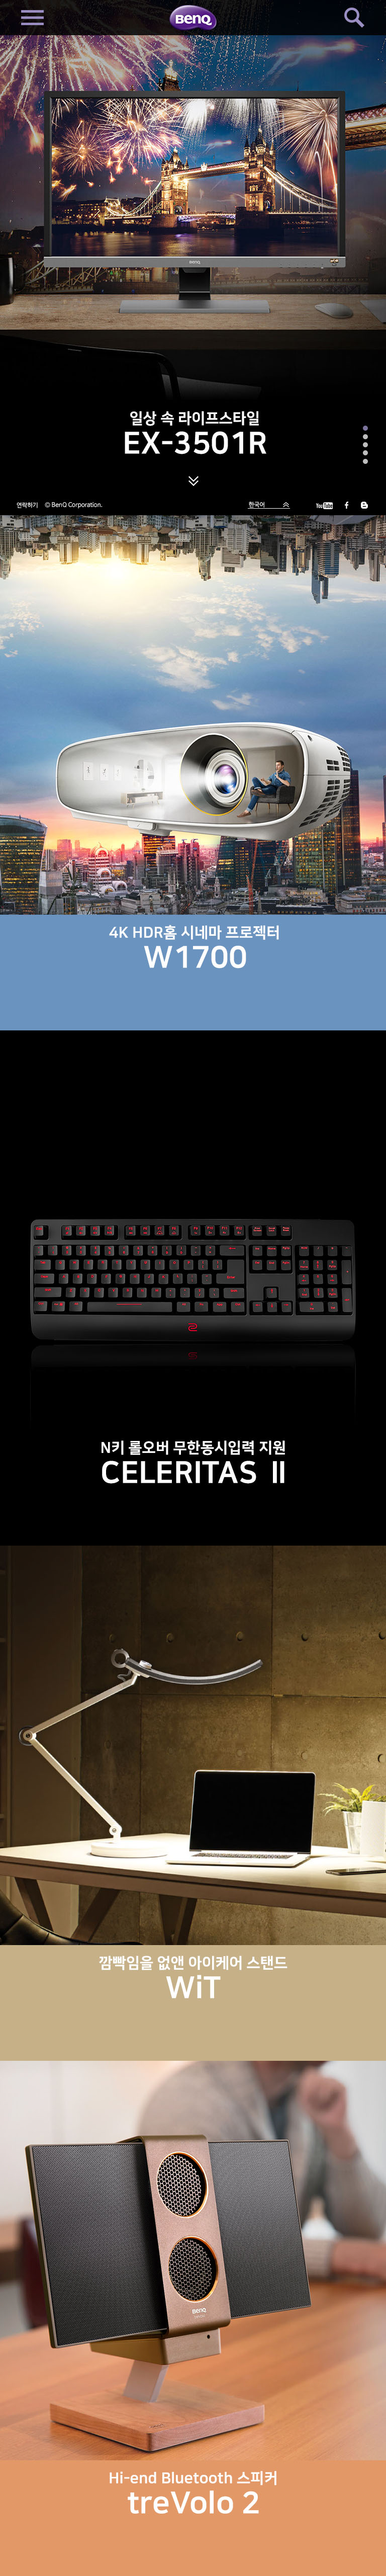 BenQ
BenQ
일상 속 라이프스타일
EX-3501R
연락하기 © BenQ Corporation.
한국어
YouTube
4K HDR홈 시네마 프로젝터
W1700
N키 롤오버 무한동시입력 지원
CELERITAS II
깜빡임을 없앤 아이케어 스탠드
WiT
BenQ
Hi-end Bluetooth 스피커
treVolo 2